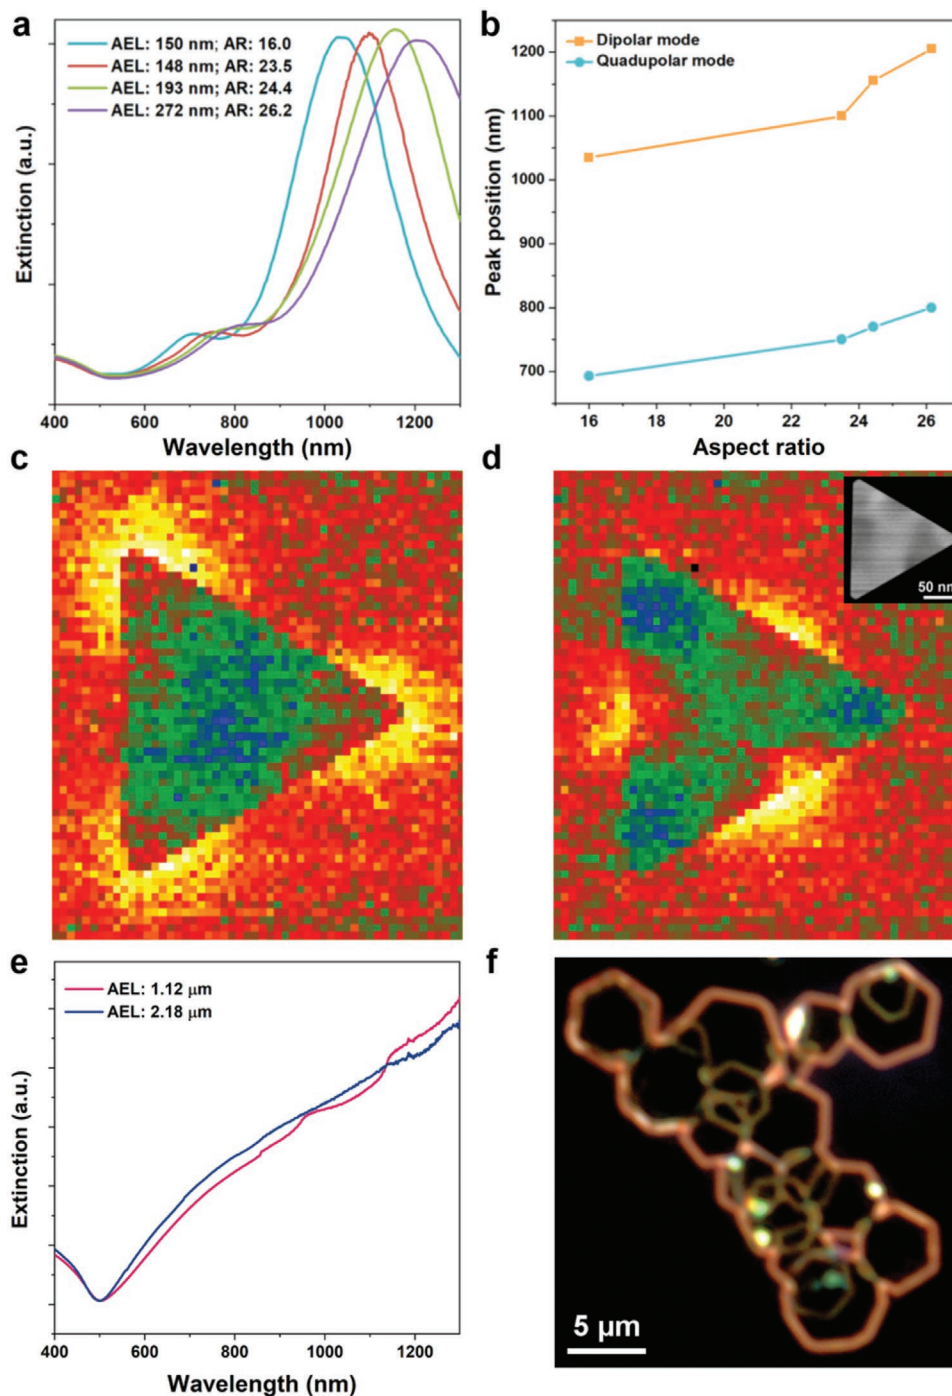 a
AEL: 150 nm; AR: 16.0
AEL: 148 nm; AR: 23.5
AEL: 193 nm; AR: 24.4
AEL: 272 nm; AR: 26.2
Extinction (a.u.)
400 600 800 1000 1200
Wavelength (nm)
b
Dipolar mode
Quadupolar mode
Peak position (nm)
1200
1100
1000
900
800
700
16 18 20 22 24 26
Aspect ratio
c
d
50 nm
e
AEL: 1.12 μm
AEL: 2.18 μm
Extinction (a.u.)
400 600 800 1000 1200
Wavelength (nm)
f
5 μm